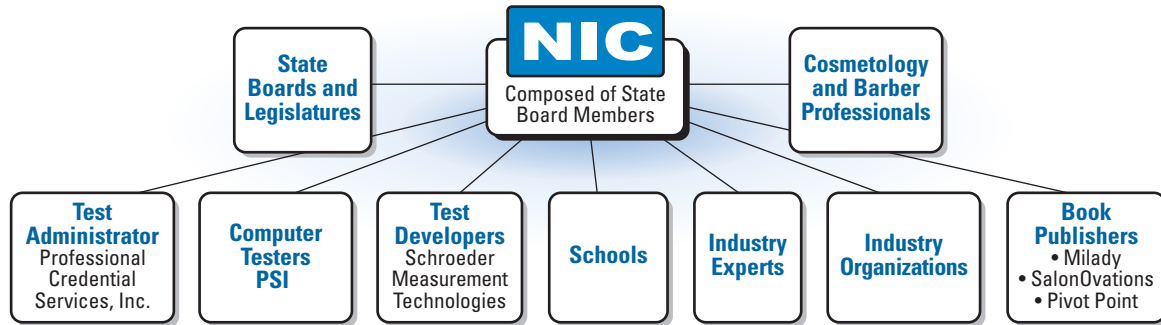 NIC
Composed of State
Board Members
State
Boards and
Legislatures
Cosmetology
and Barber
Professionals
Test
Administrator
Professional
Credential
Services, Inc.
Computer
Testers
PSI
Test
Developers
Schroeder
Measurement
Technologies
Schools
Industry
Experts
Industry
Organizations
Book
Publishers
• Milady
• SalonOvations
• Pivot Point